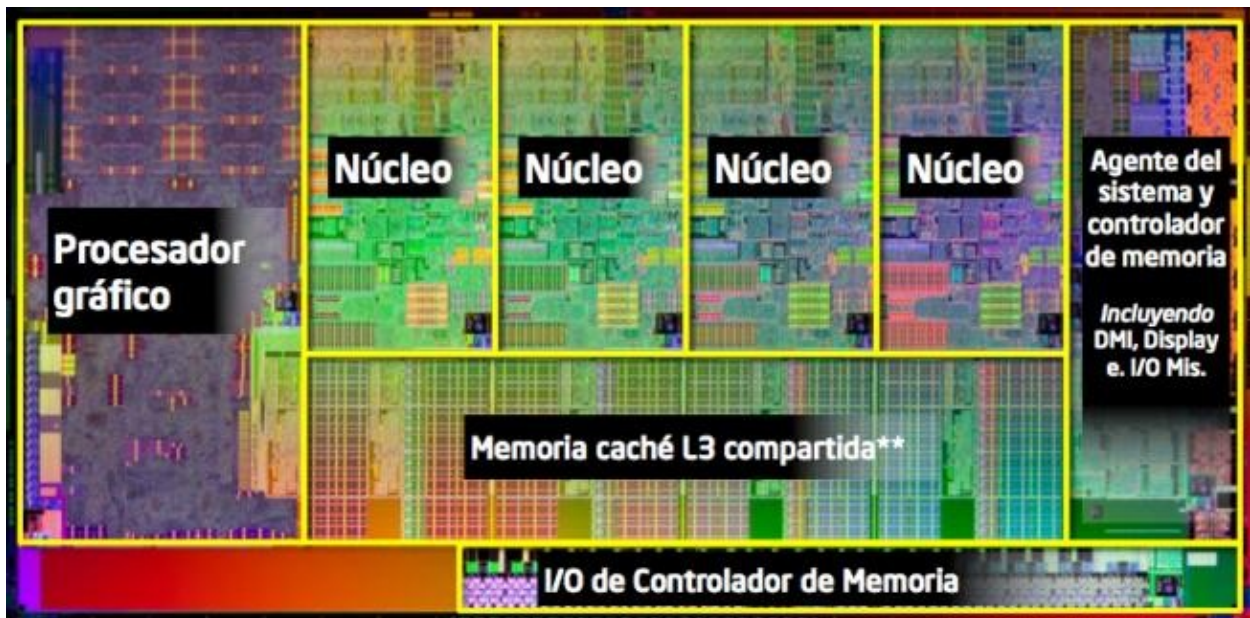 Procesador
gráfico
Núcleo
Núcleo
Núcleo
Núcleo
Agente del
sistema y
controlador
de memoria
Incluyendo
DMI, Display
e. I/O Mis.
Memoria caché L3 compartida**
I/O de Controlador de Memoria